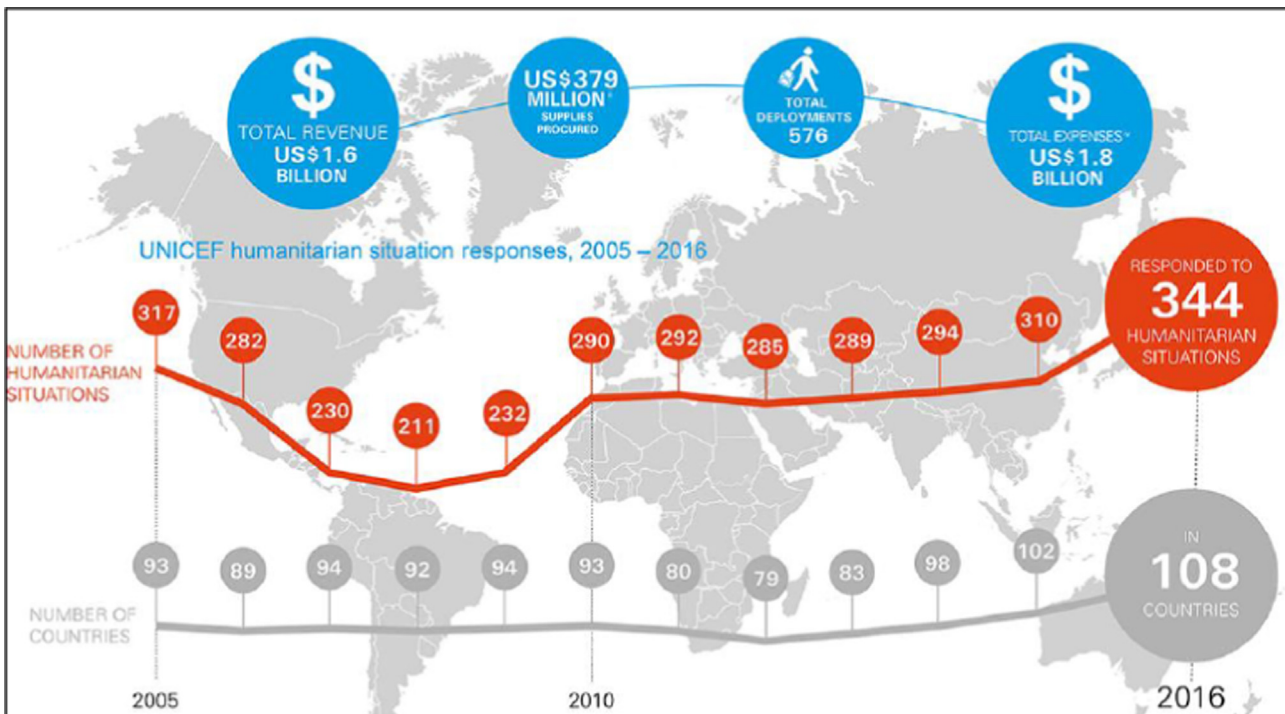 $
TOTAL REVENUE
US$1.6
BILLION
US$379
MILLION*
SUPPLIES
PROCURED
TOTAL
DEPLOYMENTS
576
$
TOTAL EXPENSES
US$1.8
BILLION
UNICEF humanitarian situation responses, 2005 – 2016
NUMBER OF
HUMANITARIAN
SITUATIONS
317
282
230
211
232
290
292
285
289
294
310
RESPONDED TO
344
HUMANITARIAN
SITUATIONS
NUMBER OF
COUNTRIES
93
89
94
92
94
93
80
79
83
98
102
IN
108
COUNTRIES
2005
2010
2016